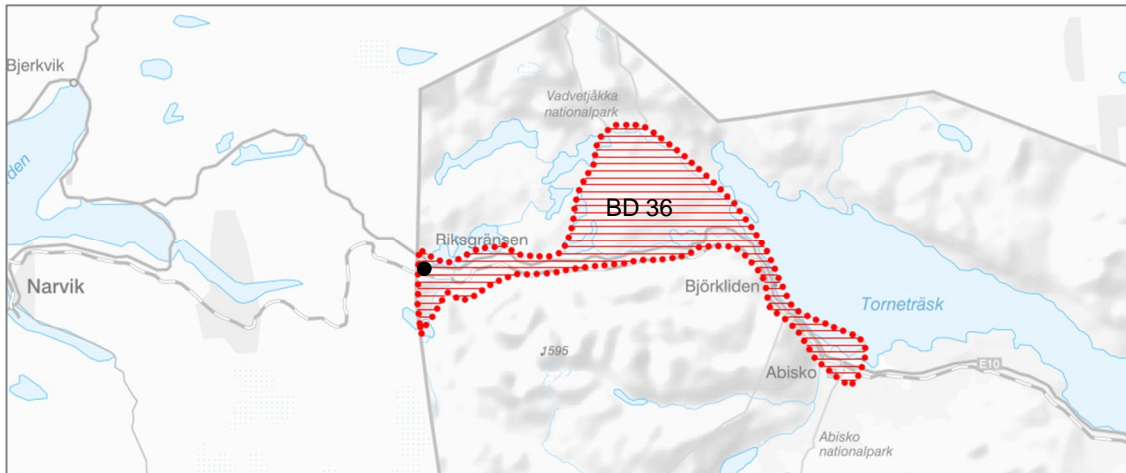 Bjerkvik
Vadvetjåkka
nationalpark
den
BD 36
Riksgränsen
Narvik
Björkliden
Torneträsk
1595
E10
Abisko
Abisko
nationalpark